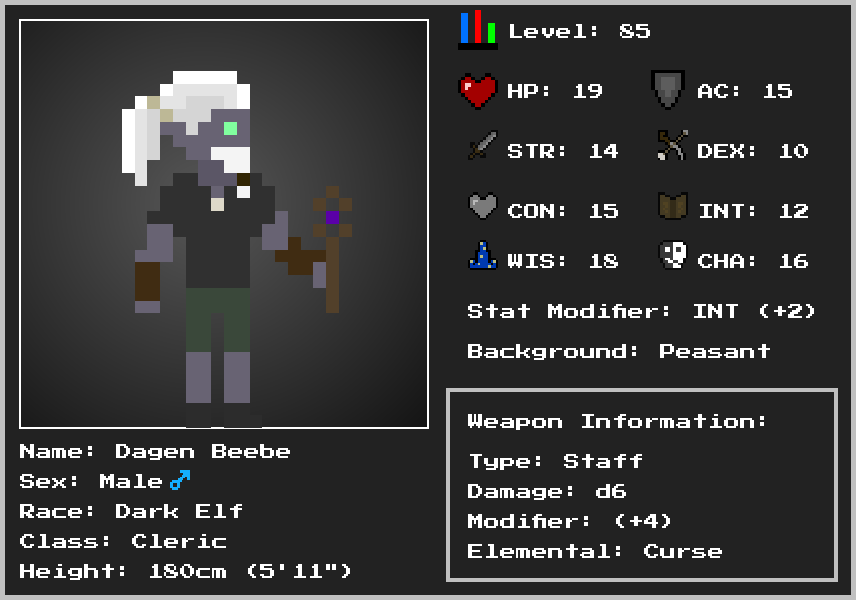 Level: 85
HP: 19
AC: 15
STR: 14
DEX: 10
CON: 15
INT: 12
WIS: 18
CHA: 16
Stat Modifier: INT (+2)
Background: Peasant
Weapon Information:
Type: Staff
Damage: d6
Modifier: (+4)
Elemental: Curse
Name: Dagen Beebe
Sex: Male♂
Race: Dark Elf
Class: Cleric
Height: 180cm (5'11")